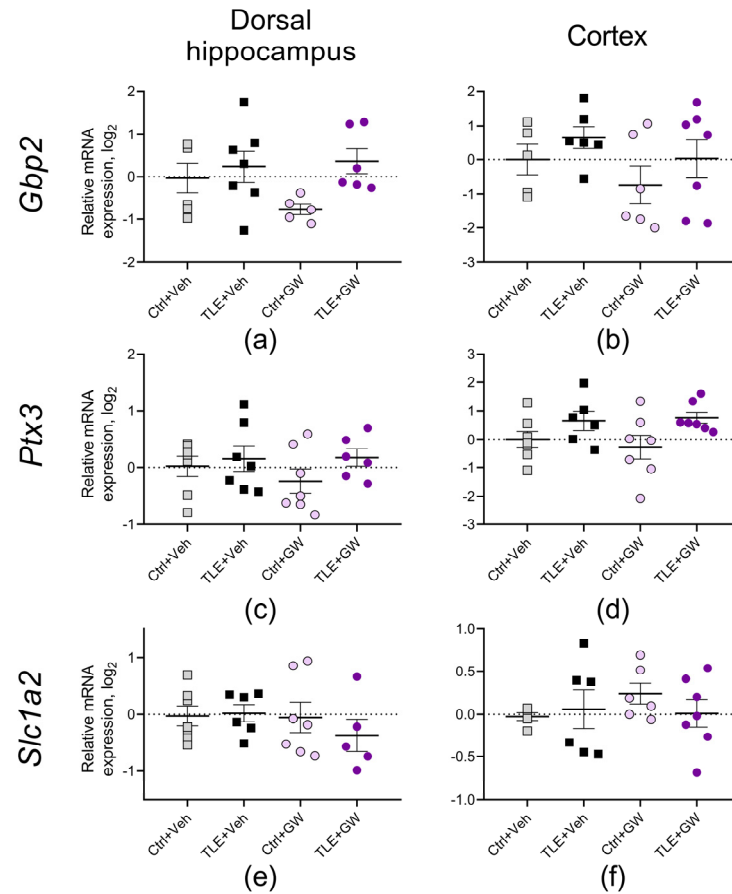 Dorsal
hippocampus
Cortex
Gbp2
Relative mRNA
expression, log2
2
1
0
-1
-2
Ctrl+Veh
TLE+Veh
Ctrl+GW
TLE+GW
(a)
3
2
1
0
-1
-2
-3
Ctrl+Veh
TLE+Veh
Ctrl+GW
TLE+GW
(b)
Ptx3
Relative mRNA
expression, log2
2
1
0
-1
Ctrl+Veh
TLE+Veh
Ctrl+GW
TLE+GW
(c)
3
2
1
0
-1
-2
-3
Ctrl+Veh
TLE+Veh
Ctrl+GW
TLE+GW
(d)
Slc1a2
Relative mRNA
expression, log2
1
0
-1
Ctrl+Veh
TLE+Veh
Ctrl+GW
TLE+GW
(e)
1.0
0.5
0.0
-0.5
-1.0
Ctrl+Veh
TLE+Veh
Ctrl+GW
TLE+GW
(f)